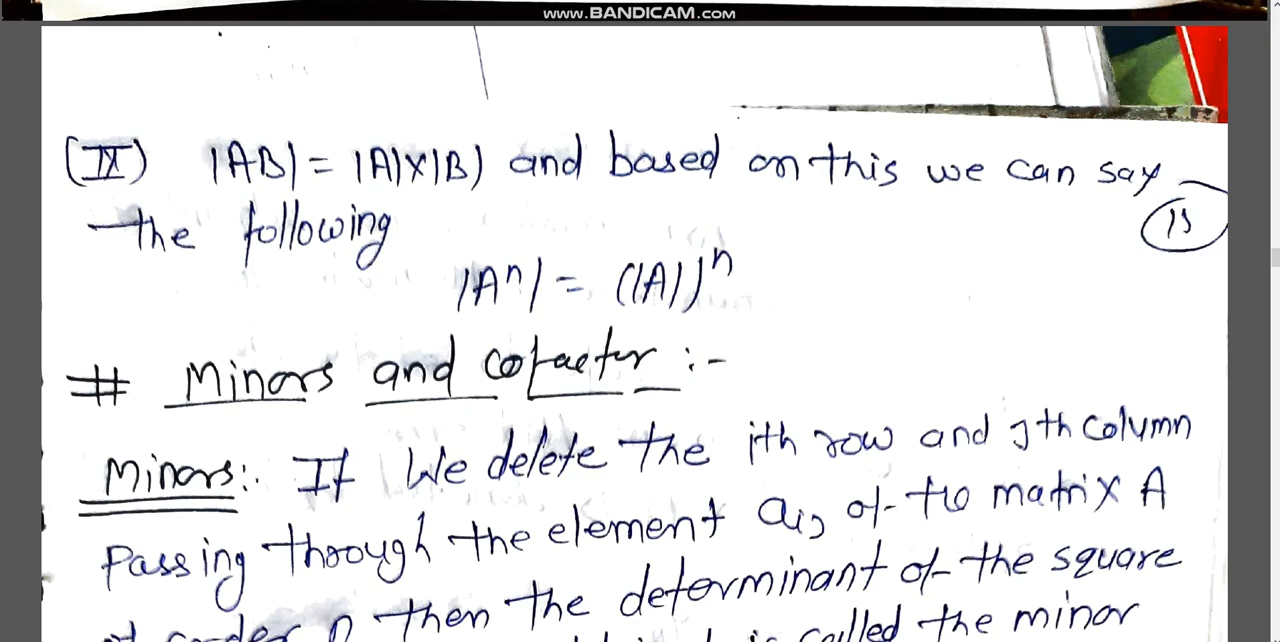 www.BANDICAM.com
(IX) |AB| = |A|x|B| and based on this we can say
the following
15
|Aⁿ| = (|A|)ⁿ
# Minors and cofactor :-
Minors:- If We delete the ith row and jth column
Passing through the element aij of the matrix A
of order n then the determinant of the square
is called the minor